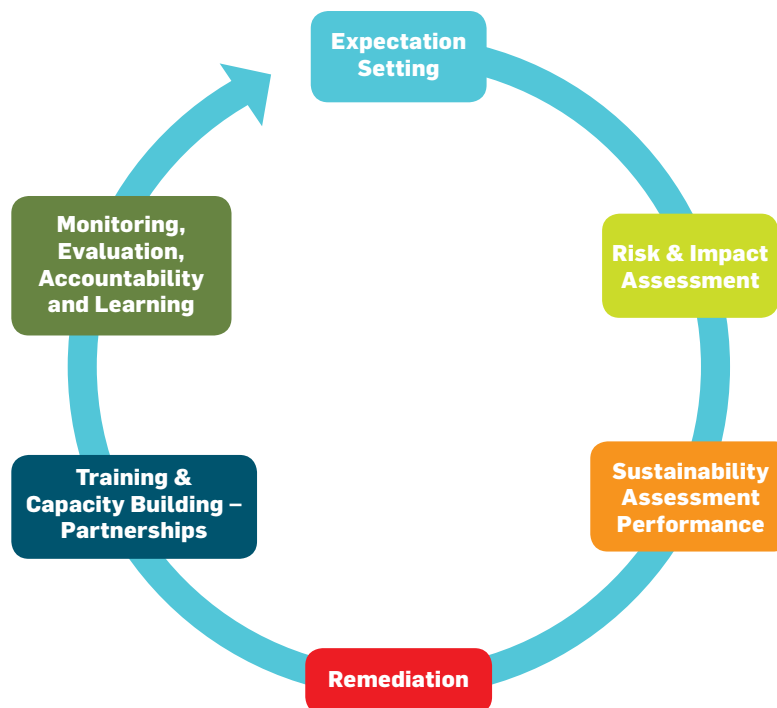 Expectation
Setting
Risk & Impact
Assessment
Sustainability
Assessment
Performance
Remediation
Training &
Capacity Building –
Partnerships
Monitoring,
Evaluation,
Accountability
and Learning